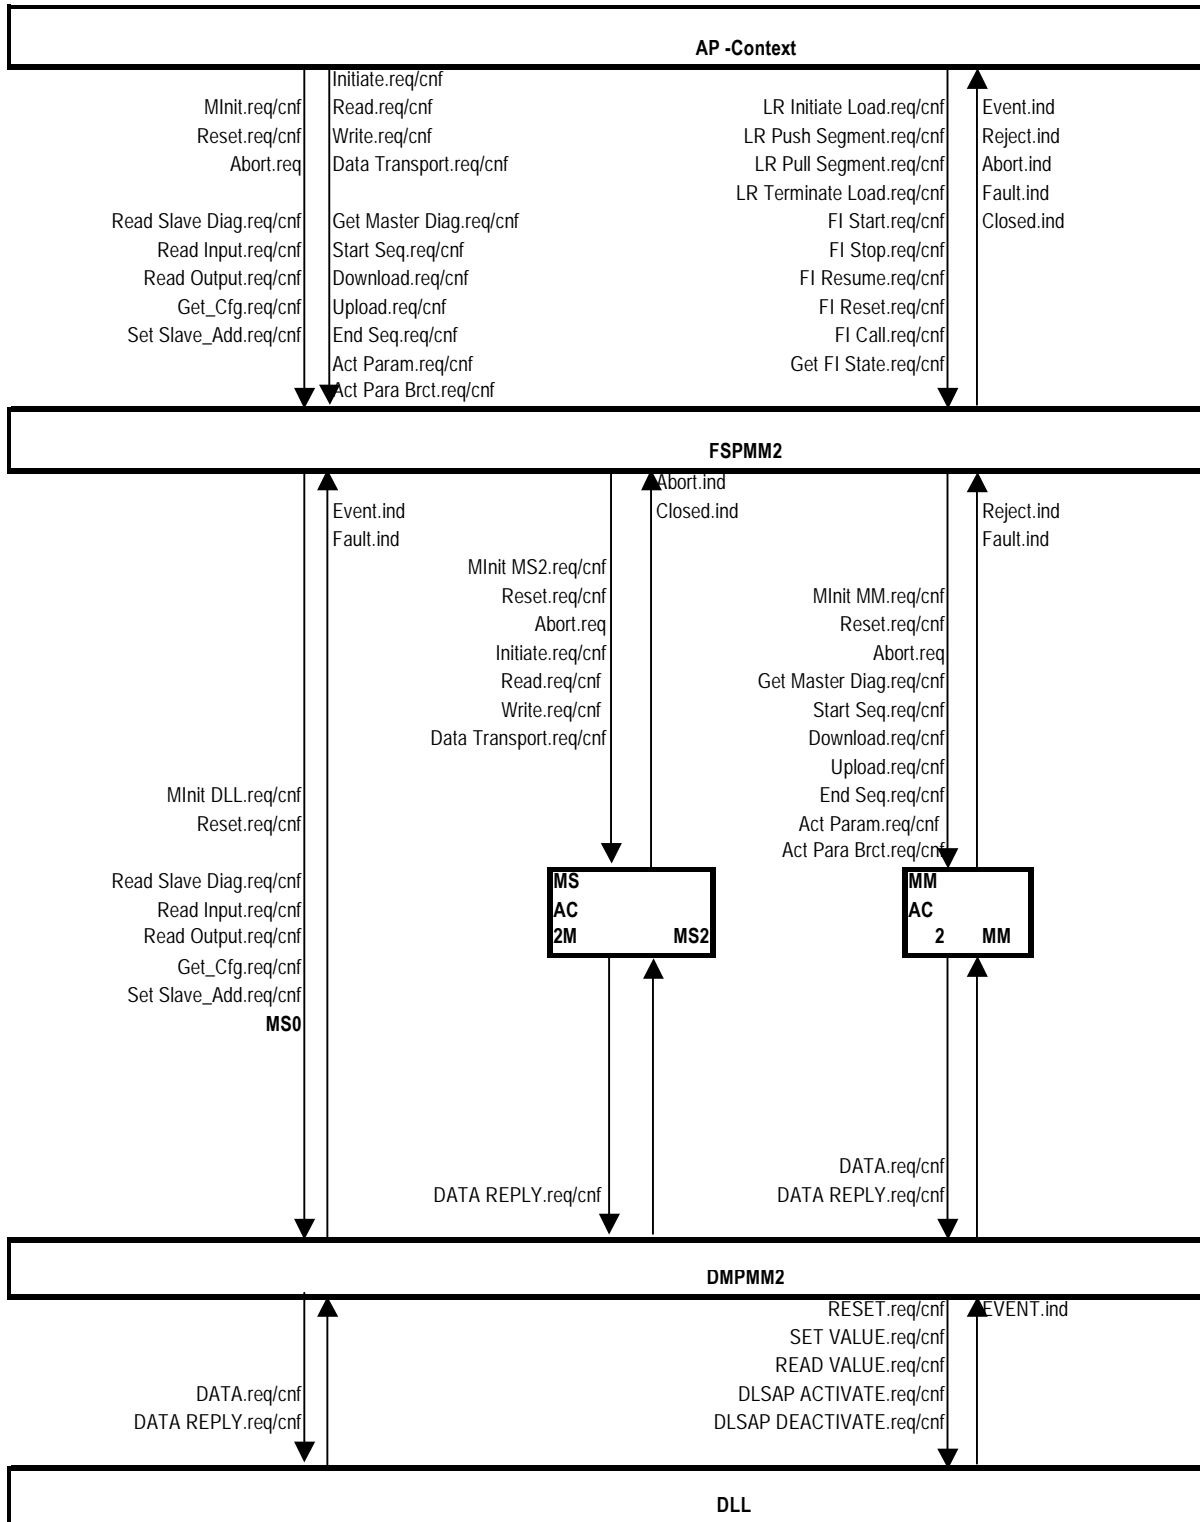 AP -Context
MInit.req/cnf
Reset.req/cnf
Abort.req
Read Slave Diag.req/cnf
Read Input.req/cnf
Read Output.req/cnf
Get_Cfg.req/cnf
Set Slave_Add.req/cnf
Initiate.req/cnf
Read.req/cnf
Write.req/cnf
Data Transport.req/cnf
Get Master Diag.req/cnf
Start Seq.req/cnf
Download.req/cnf
Upload.req/cnf
End Seq.req/cnf
Act Param.req/cnf
Act Para Brct.req/cnf
LR Initiate Load.req/cnf
LR Push Segment.req/cnf
LR Pull Segment.req/cnf
LR Terminate Load.req/cnf
FI Start.req/cnf
FI Stop.req/cnf
FI Resume.req/cnf
FI Reset.req/cnf
FI Call.req/cnf
Get FI State.req/cnf
Event.ind
Reject.ind
Abort.ind
Fault.ind
Closed.ind
FSPMM2
MInit DLL.req/cnf
Reset.req/cnf
Read Slave Diag.req/cnf
Read Input.req/cnf
Read Output.req/cnf
Get_Cfg.req/cnf
Set Slave_Add.req/cnf
MS0
Event.ind
Fault.ind
MInit MS2.req/cnf
Reset.req/cnf
Abort.req
Initiate.req/cnf
Read.req/cnf
Write.req/cnf
Data Transport.req/cnf
Abort.ind
Closed.ind
MS
AC
2M MS2
DATA REPLY.req/cnf
MInit MM.req/cnf
Reset.req/cnf
Abort.req
Get Master Diag.req/cnf
Start Seq.req/cnf
Download.req/cnf
Upload.req/cnf
End Seq.req/cnf
Act Param.req/cnf
Act Para Brct.req/cnf
Reject.ind
Fault.ind
MM
AC
2 MM
DATA.req/cnf
DATA REPLY.req/cnf
DMPMM2
DATA.req/cnf
DATA REPLY.req/cnf
RESET.req/cnf
SET VALUE.req/cnf
READ VALUE.req/cnf
DLSAP ACTIVATE.req/cnf
DLSAP DEACTIVATE.req/cnf
EVENT.ind
DLL